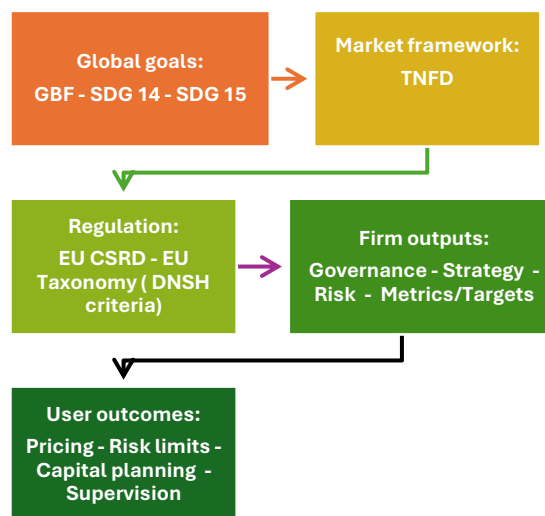 Global goals:
GBF - SDG 14 - SDG 15
Market framework:
TNFD
Regulation:
EU CSRD - EU
Taxonomy ( DNSH
criteria)
Firm outputs:
Governance - Strategy -
Risk - Metrics/Targets
User outcomes:
Pricing - Risk limits -
Capital planning -
Supervision